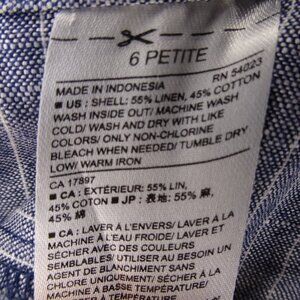 6 PETITE
MADE IN INDONESIA RN 54023
■ US : SHELL: 55% LINEN, 45% COTTON
WASH INSIDE OUT/ MACHINE WASH
COLD/ WASH AND DRY WITH LIKE
COLORS/ ONLY NON-CHLORINE
BLEACH WHEN NEEDED/ TUMBLE DRY
LOW/ WARM IRON
CA 17897
■ CA : EXTÉRIEUR: 55% LIN,
45% COTON ■ JP : 表地: 55% 麻,
45% 綿
■ CA: LAVER À L'ENVERS/ LAVER À LA
MACHINE À L'EAU FROIDE/ LAVER ET
SÉCHER AVEC DES COULEURS
SEMBLABLES/ UTILISER AU BESOIN UN
AGENT DE BLANCHIMENT SANS
CHLORE/ SÉCHER À LA
MACHINE À BASSE TEMPÉRATURE